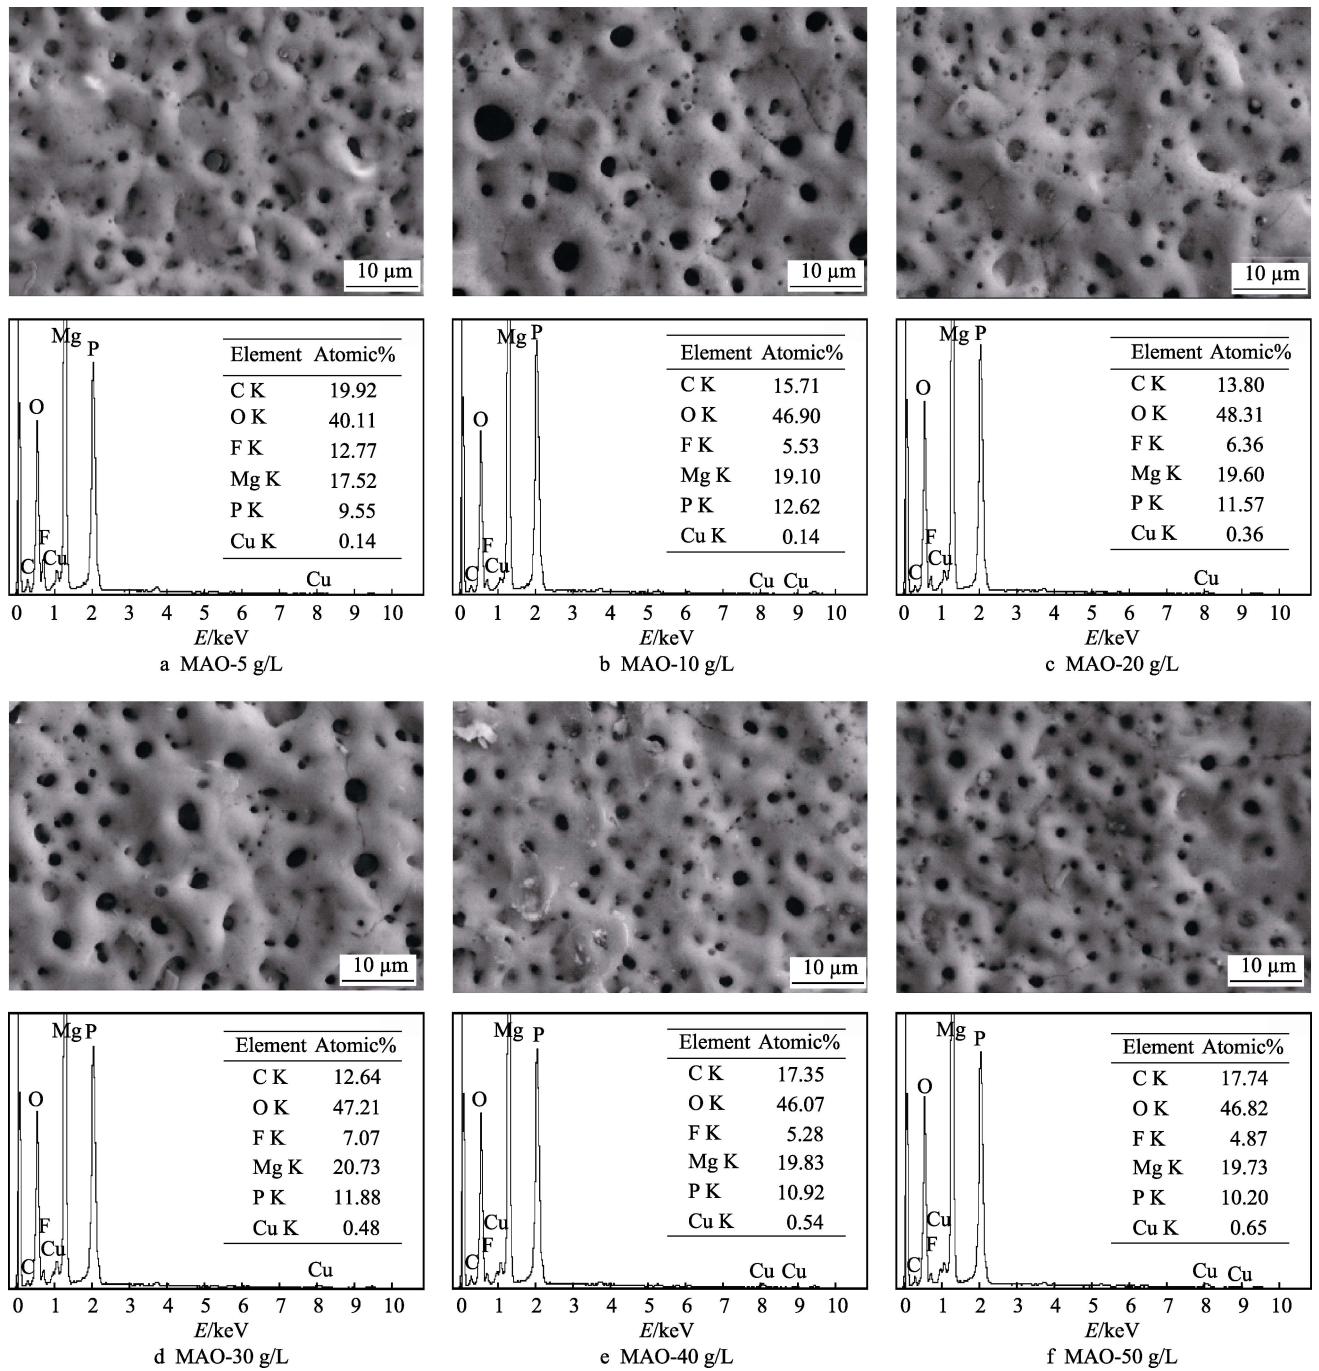 10 μm
10 μm
10 μm
Mg
P
O
F
Cu
C
Cu
Element Atomic%
C K 19.92
O K 40.11
F K 12.77
Mg K 17.52
P K 9.55
Cu K 0.14
0 1 2 3 4 5 6 7 8 9 10
E/keV
a MAO-5 g/L
Mg P
O
F
Cu
C
Cu Cu
Element Atomic%
C K 15.71
O K 46.90
F K 5.53
Mg K 19.10
P K 12.62
Cu K 0.14
0 1 2 3 4 5 6 7 8 9 10
E/keV
b MAO-10 g/L
Mg P
O
F
Cu
C
Cu
Element Atomic%
C K 13.80
O K 48.31
F K 6.36
Mg K 19.60
P K 11.57
Cu K 0.36
0 1 2 3 4 5 6 7 8 9 10
E/keV
c MAO-20 g/L
10 μm
10 μm
10 μm
Mg P
O
F
Cu
C
Cu
Element Atomic%
C K 12.64
O K 47.21
F K 7.07
Mg K 20.73
P K 11.88
Cu K 0.48
0 1 2 3 4 5 6 7 8 9 10
E/keV
d MAO-30 g/L
Mg P
O
Cu
F
C
Cu Cu
Element Atomic%
C K 17.35
O K 46.07
F K 5.28
Mg K 19.83
P K 10.92
Cu K 0.54
0 1 2 3 4 5 6 7 8 9 10
E/keV
e MAO-40 g/L
Mg
P
O
Cu
F
C
Cu Cu
Element Atomic%
C K 17.74
O K 46.82
F K 4.87
Mg K 19.73
P K 10.20
Cu K 0.65
0 1 2 3 4 5 6 7 8 9 10
E/keV
f MAO-50 g/L